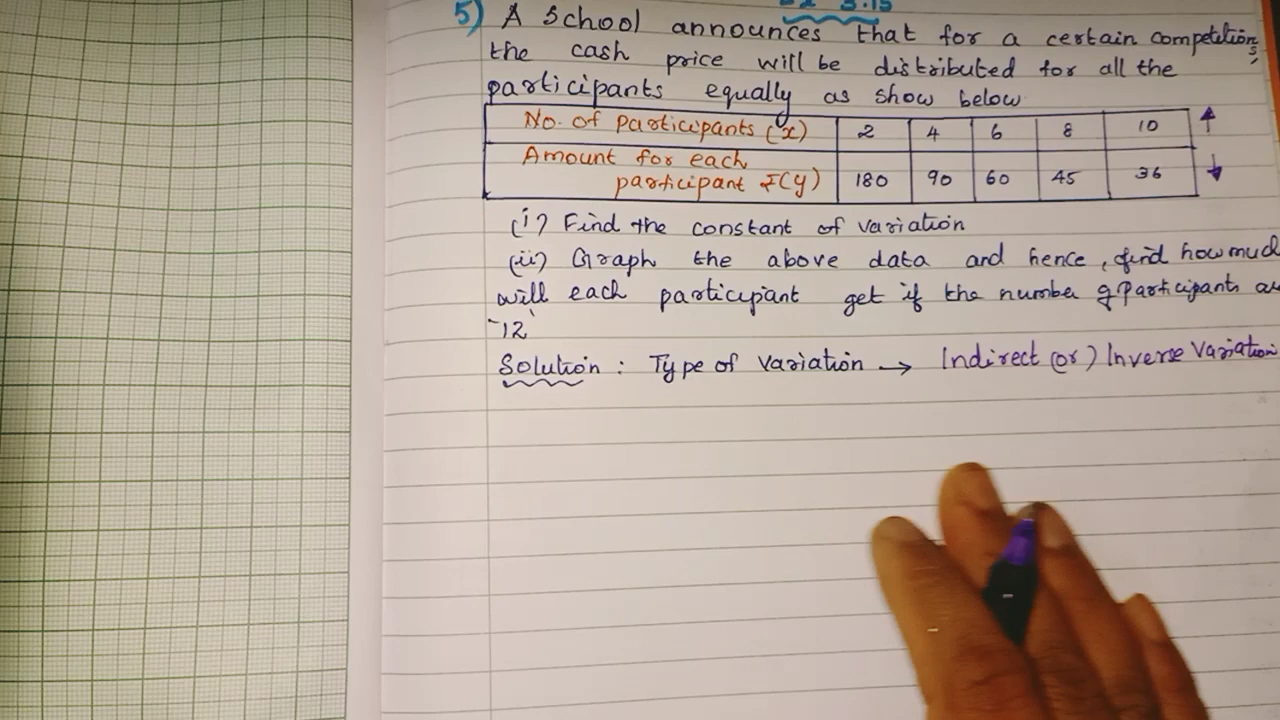 5) A School announces that for a certain competitions,
the cash price will be distributed for all the
participants equally as show below
No. of Participants (x) 2 4 6 8 10
Amount for each
participant ₹(y) 180 90 60 45 36
(i) Find the constant of variation
(ii) Graph the above data and hence, find how much
will each participant get if the number of participants are
12
Solution : Type of variation → Indirect (or) Inverse Variation